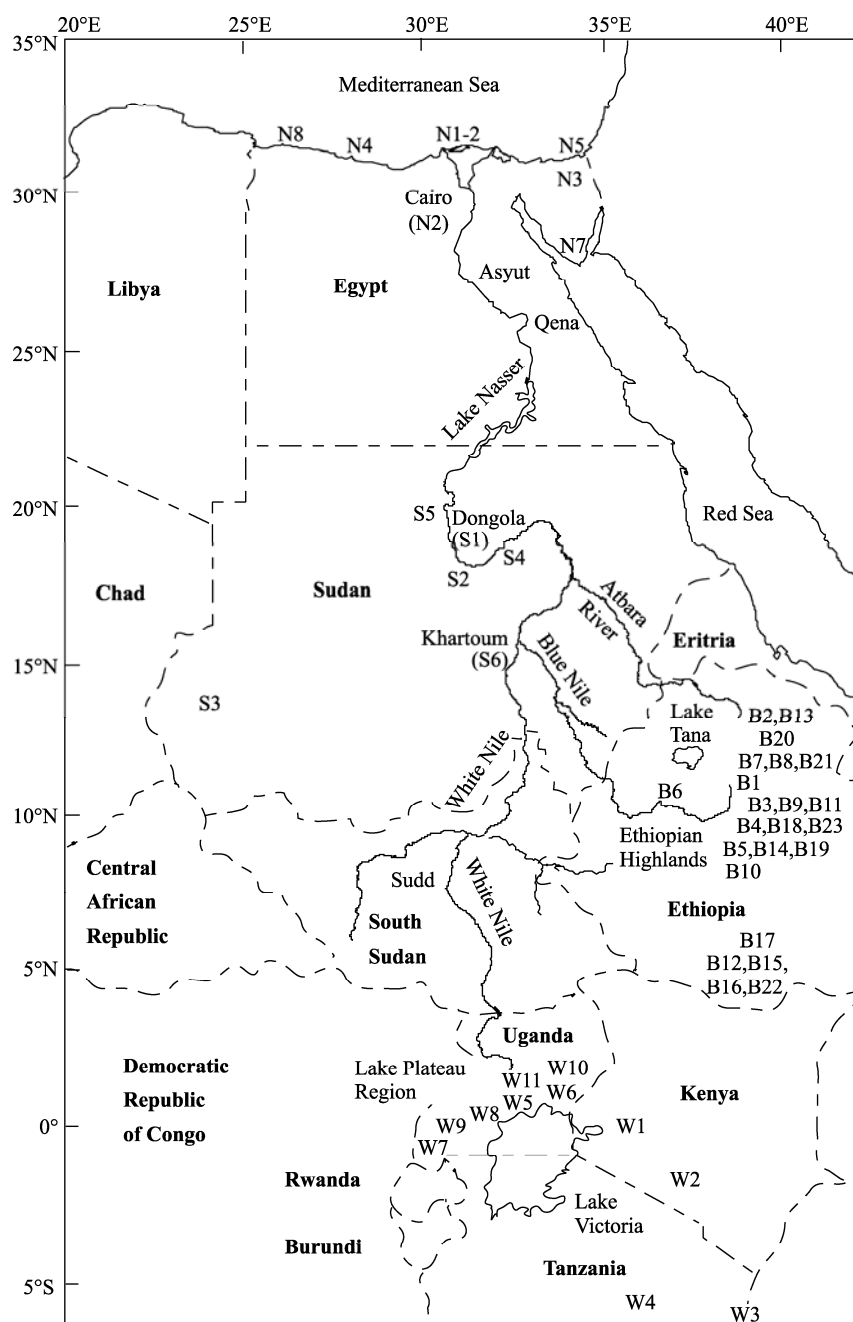 20°E 25°E 30°E 35°E 40°E
35°N
Mediterranean Sea
N8 N4 N1-2 N5
N3
30°N
Cairo
(N2)
N7
Asyut
Libya
Egypt
Qena
25°N
Lake Nasser
20°N
S5
Dongola
(S1)
S4
S2
Red Sea
Chad
Sudan
Atbara
River
Khartoum
(S6)
Eritria
15°N
Blue Nile
S3
Lake
Tana
B2,B13
B20
B7,B8,B21
B1
B6
B3,B9,B11
B4,B18,B23
B5,B14,B19
B10
White Nile
10°N
Ethiopian
Highlands
Central
African
Republic
Sudd
White Nile
South
Sudan
Ethiopia
B17
B12,B15,
B16,B22
5°N
Uganda
Democratic
Republic
of Congo
Lake Plateau
Region
W10
W11
W6
W5
W8
W9
W7
Kenya
0°
W1
W2
Rwanda
Lake
Victoria
Burundi
Tanzania
5°S
W4
W3